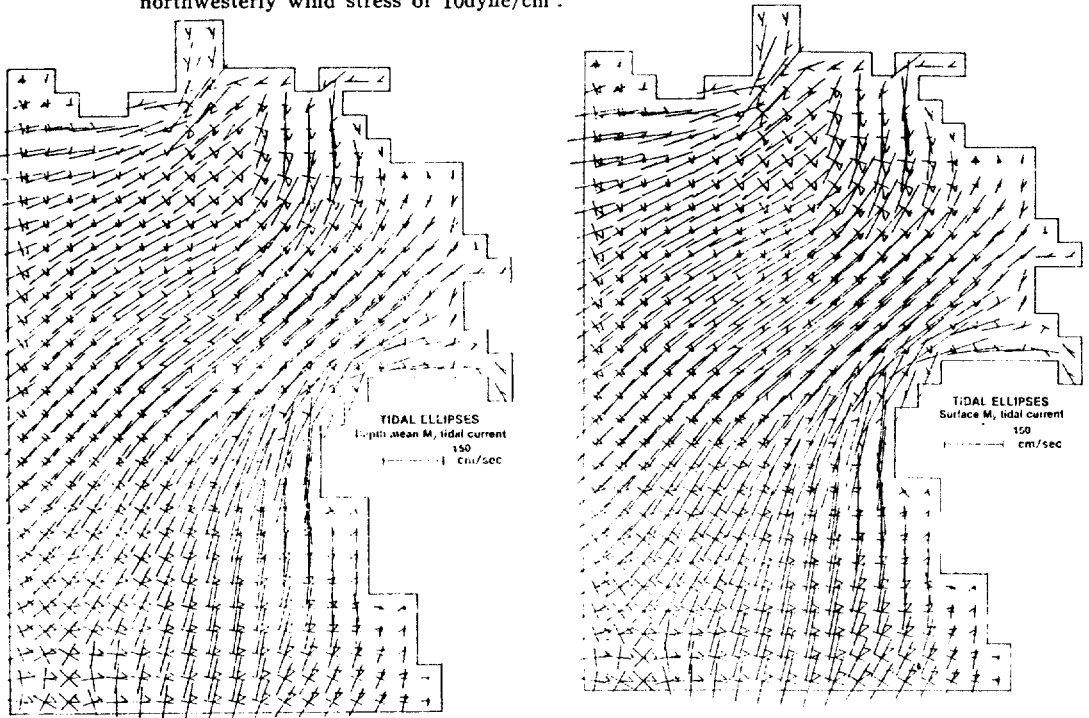 northwesterly wind stress of 10dyne/cm².
TIDAL ELLIPSES
Depth mean M₂ tidal current
150
cm/sec
TIDAL ELLIPSES
Surface M₂ tidal current
150
cm/sec